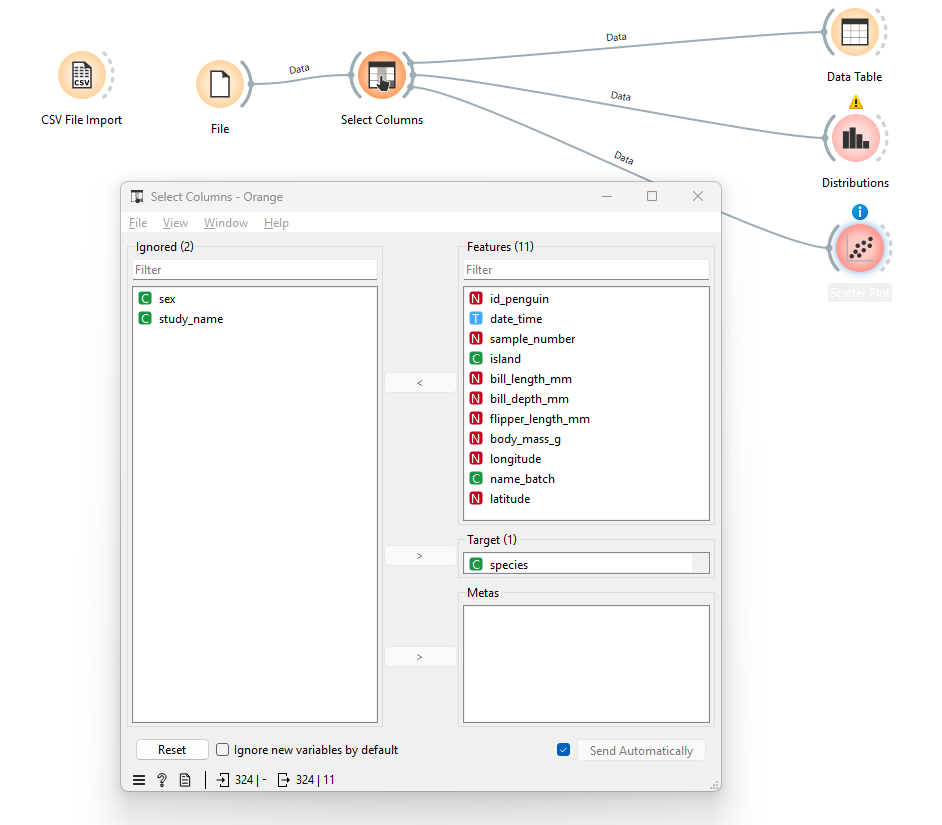 Data
Data
Data
Data
CSV
CSV File Import
File
Select Columns
Data Table
Distributions
Scatter Plot
Select Columns - Orange
File View Window Help
Ignored (2)
Filter
C sex
C study_name
<
>
>
Features (11)
Filter
N id_penguin
T date_time
N sample_number
C island
N bill_length_mm
N bill_depth_mm
N flipper_length_mm
N body_mass_g
N longitude
C name_batch
N latitude
Target (1)
C species
Metas
Reset Ignore new variables by default Send Automatically
? 324 | - 324 | 11